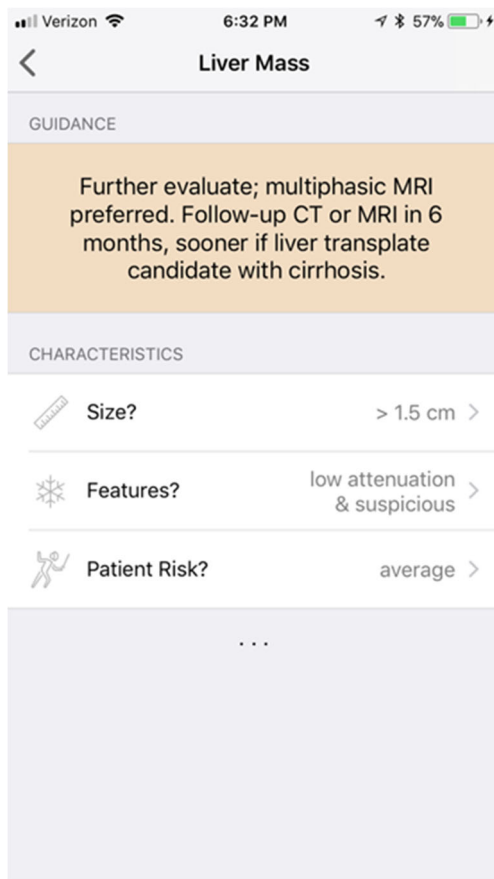 Verizon 6:32 PM 57%
Liver Mass
GUIDANCE
Further evaluate; multiphasic MRI
preferred. Follow-up CT or MRI in 6
months, sooner if liver transplate
candidate with cirrhosis.
CHARACTERISTICS
Size? > 1.5 cm
Features? low attenuation
& suspicious
Patient Risk? average
...